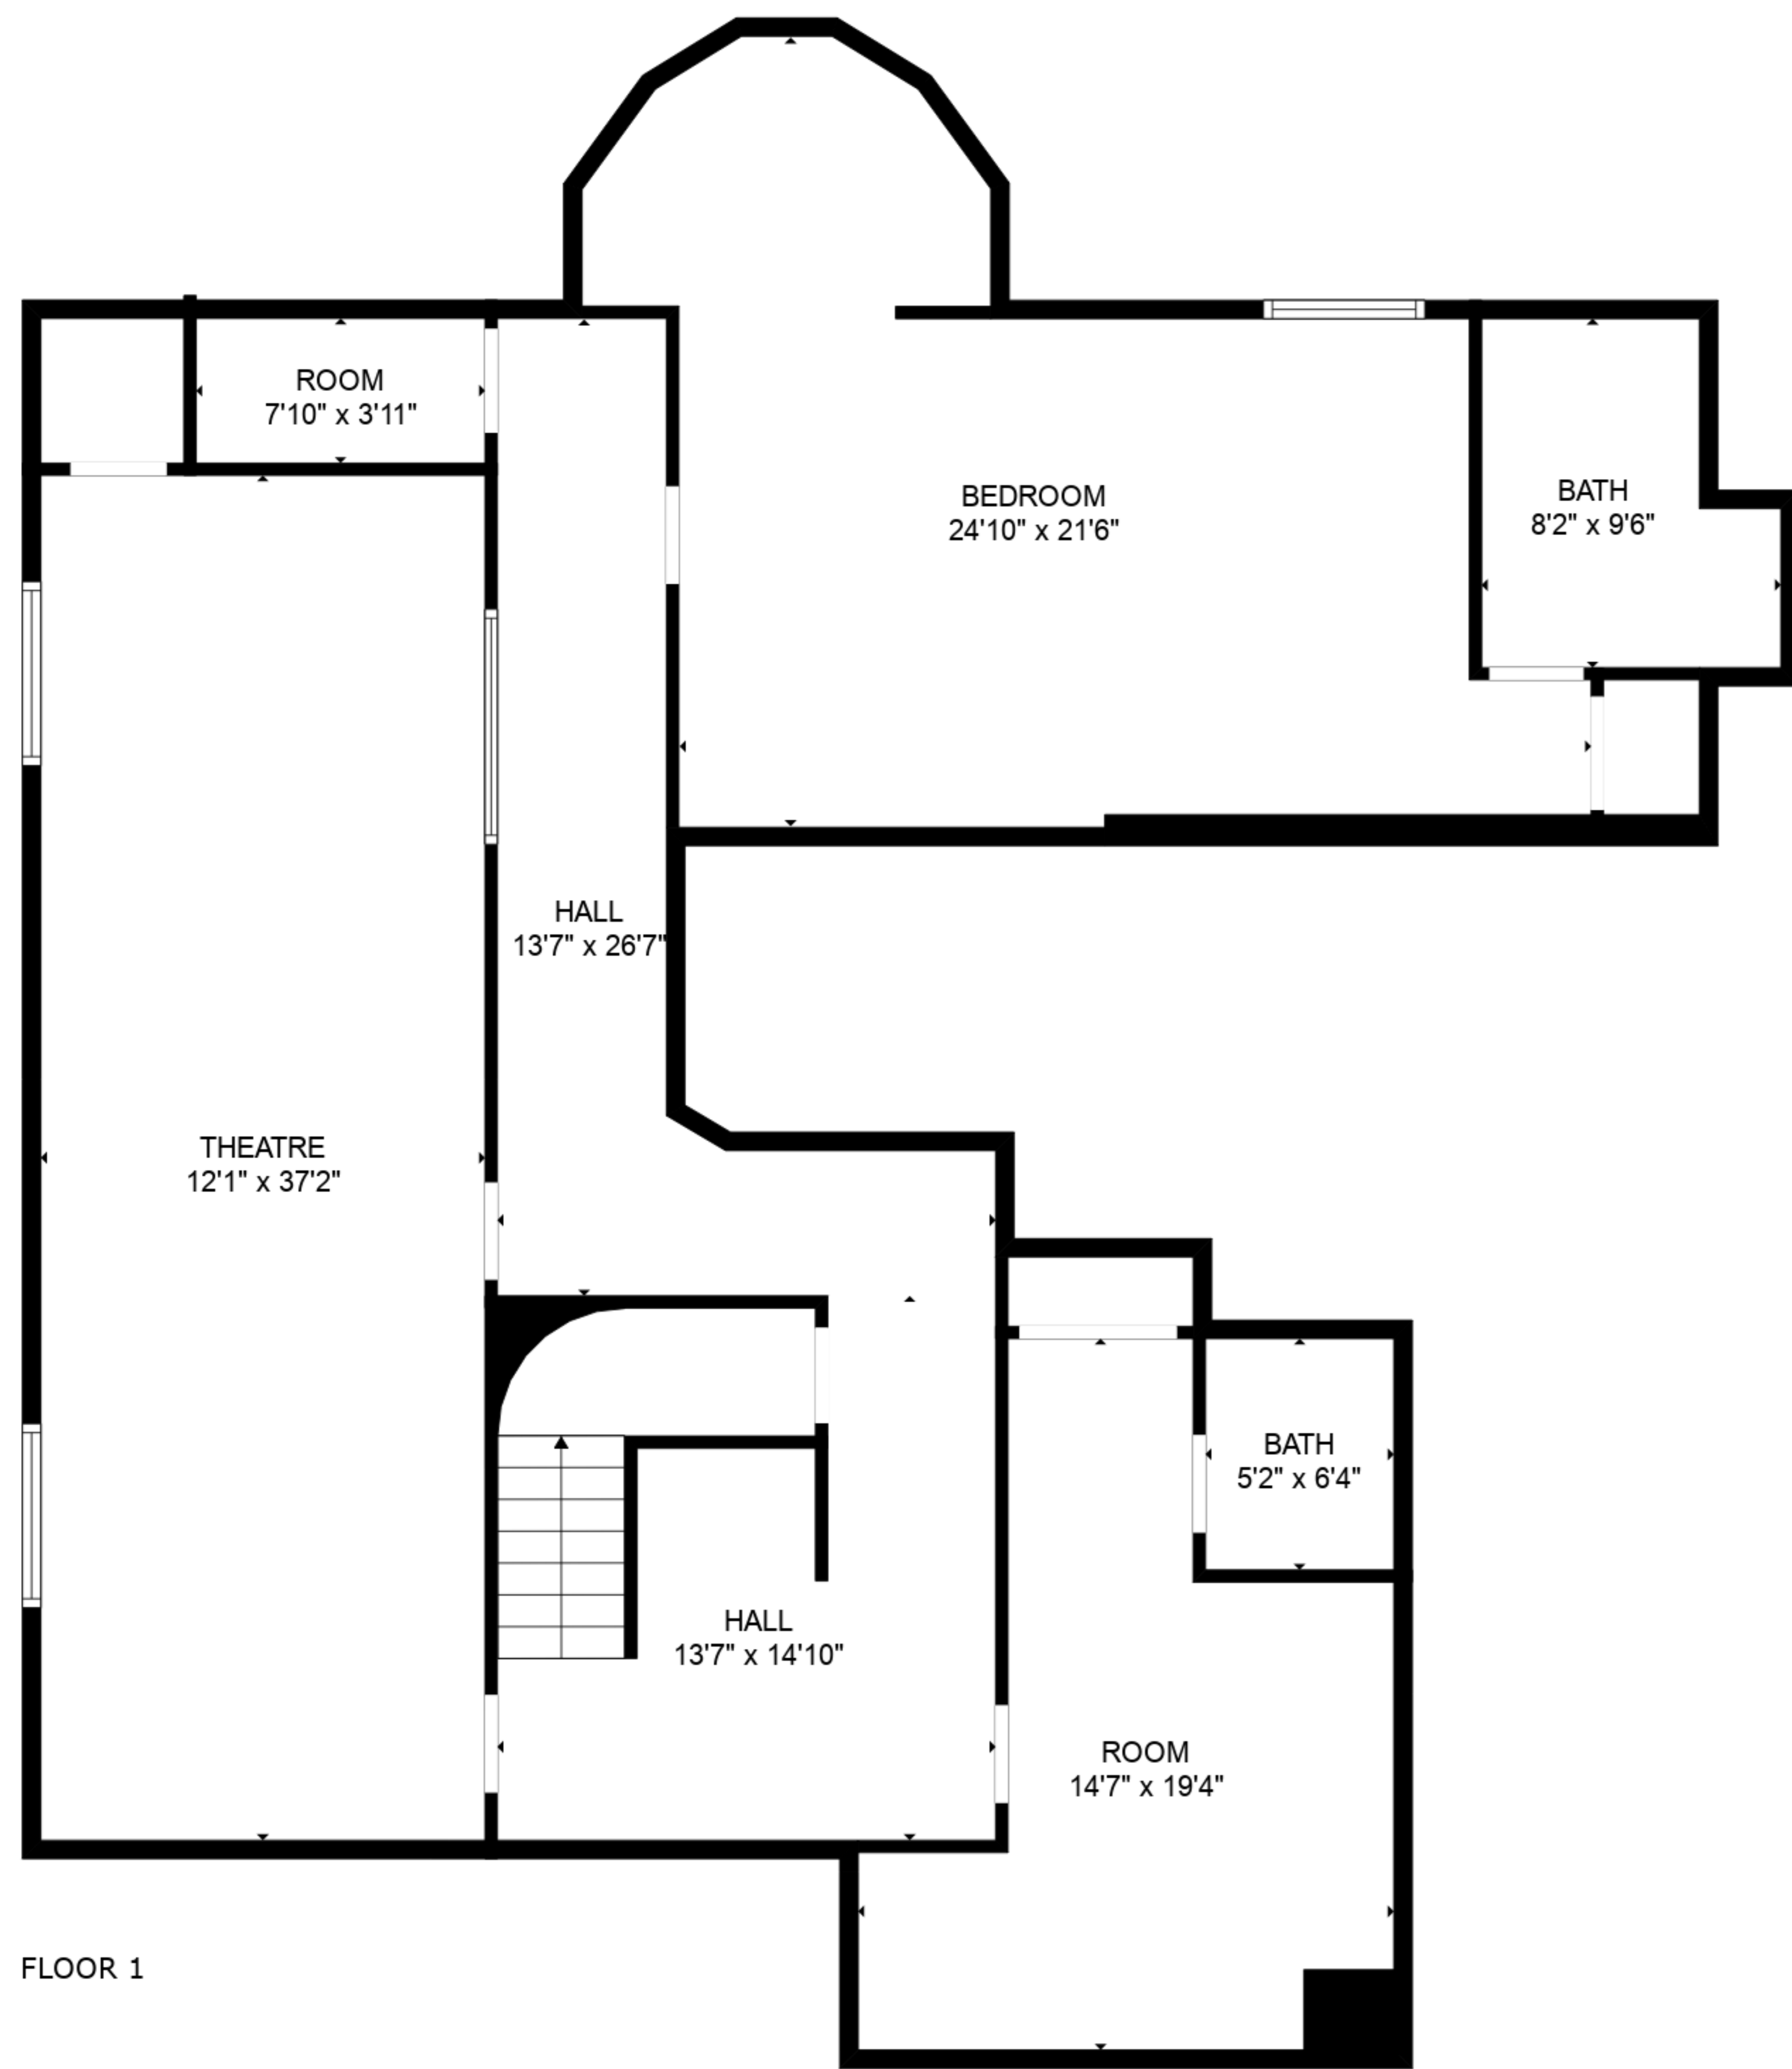 ROOM
7'10" x 3'11"
BEDROOM
24'10" x 21'6"
BATH
8'2" x 9'6"
HALL
13'7" x 26'7"
THEATRE
12'1" x 37'2"
BATH
5'2" x 6'4"
HALL
13'7" x 14'10"
ROOM
14'7" x 19'4"
FLOOR 1